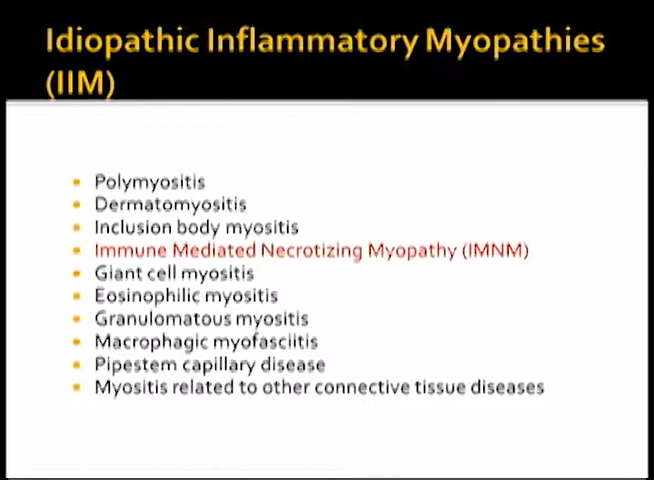 Idiopathic Inflammatory Myopathies
(IIM)
Polymyositis
Dermatomyositis
Inclusion body myositis
Immune Mediated Necrotizing Myopathy (IMNM)
Giant cell myositis
Eosinophilic myositis
Granulomatous myositis
Macrophagic myofasciitis
Pipestem capillary disease
Myositis related to other connective tissue diseases